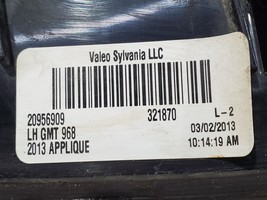 Valeo Sylvania LLC
20956909 321870 L-2
LH GMT 968 03/02/2013
2013 APPLIQUE 10:14:19 AM